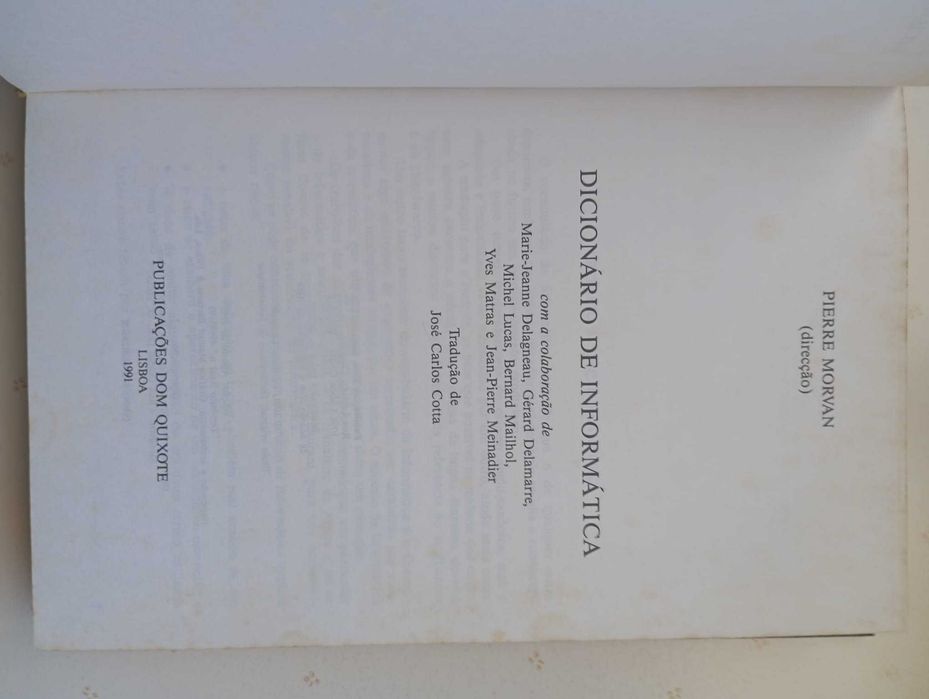 PIERRE MORVAN
(direcção)
DICIONÁRIO DE INFORMÁTICA
com a colaboração de
Marie-Jeanne Delagneau, Gérard Delamarre,
Michel Lucas, Bernard Mailhol,
Yves Matras e Jean-Pierre Meinadier
Tradução de
José Carlos Cotta
PUBLICAÇÕES DOM QUIXOTE
LISBOA
1991